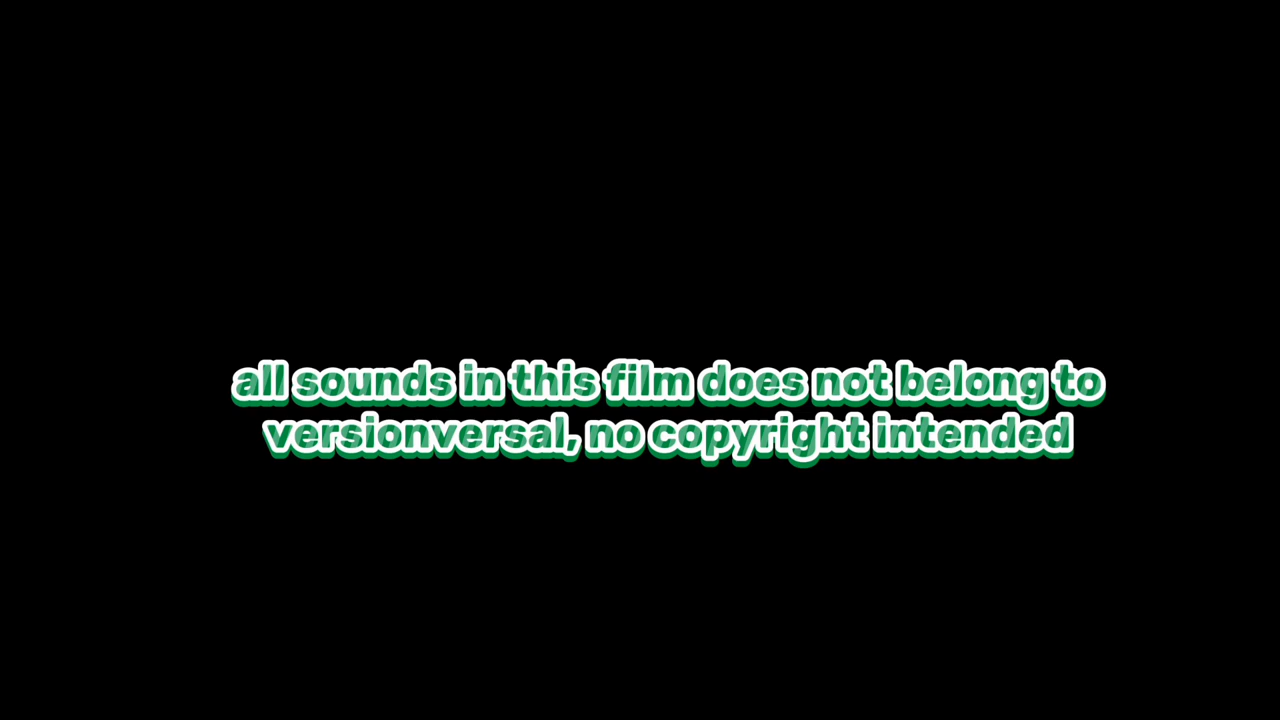 all sounds in this film does not belong to
versionversal, no copyright intended